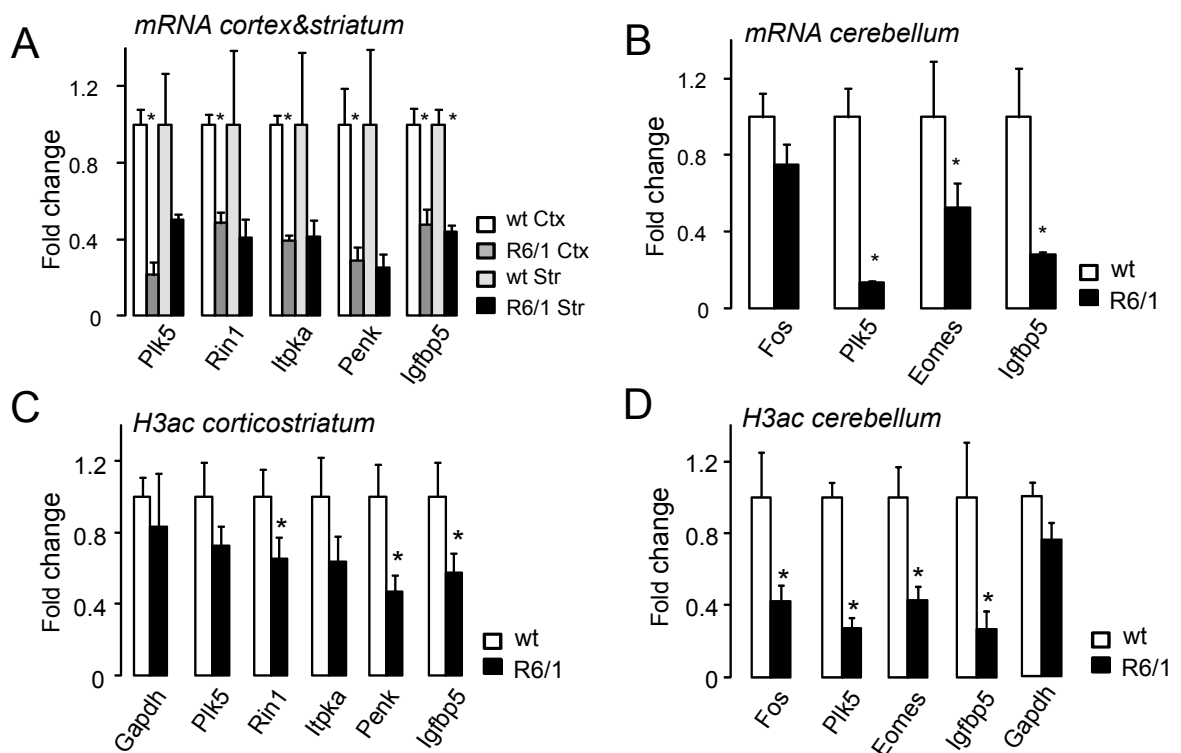 A
mRNA cortex&striatum
Fold change
1.2
0.8
0.4
0
* * * * * *
Plk5
Rin1
Itpka
Penk
Igfbp5
wt Ctx
R6/1 Ctx
wt Str
R6/1 Str
B
mRNA cerebellum
Fold change
1.2
0.8
0.4
0
* * *
Fos
Plk5
Eomes
Igfbp5
wt
R6/1
C
H3ac corticostriatum
Fold change
1.2
0.8
0.4
0
* * *
Gapdh
Plk5
Rin1
Itpka
Penk
Igfbp5
wt
R6/1
D
H3ac cerebellum
Fold change
1.2
0.8
0.4
0
* * * *
Fos
Plk5
Eomes
Igfbp5
Gapdh
wt
R6/1